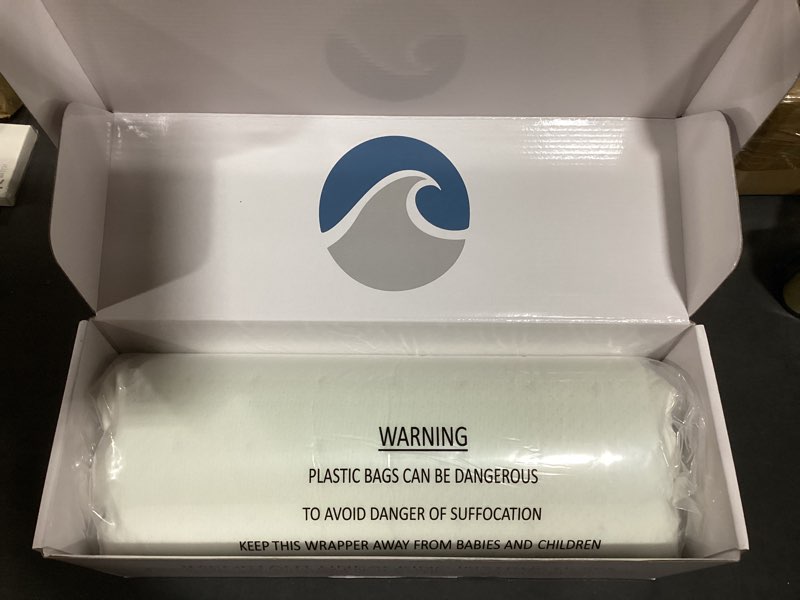 WARNING
PLASTIC BAGS CAN BE DANGEROUS
TO AVOID DANGER OF SUFFOCATION
KEEP THIS WRAPPER AWAY FROM BABIES AND CHILDREN